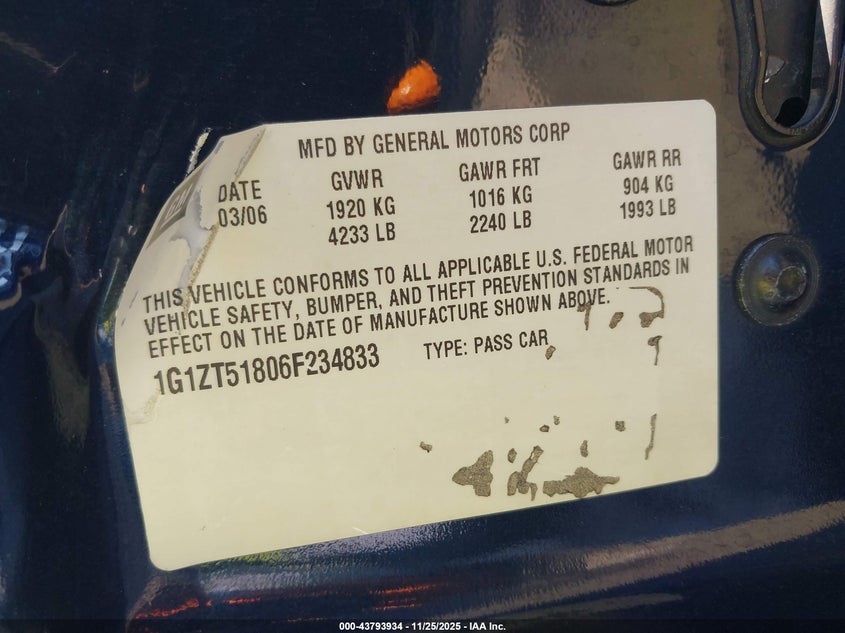 MFD BY GENERAL MOTORS CORP
DATE GVWR GAWR FRT GAWR RR
03/06 1920 KG 1016 KG 904 KG
4233 LB 2240 LB 1993 LB
THIS VEHICLE CONFORMS TO ALL APPLICABLE U.S. FEDERAL MOTOR
VEHICLE SAFETY, BUMPER, AND THEFT PREVENTION STANDARDS IN
EFFECT ON THE DATE OF MANUFACTURE SHOWN ABOVE.
1G1ZT51806F234833 TYPE: PASS CAR
000-43793934 - 11/25/2025 - IAA Inc.